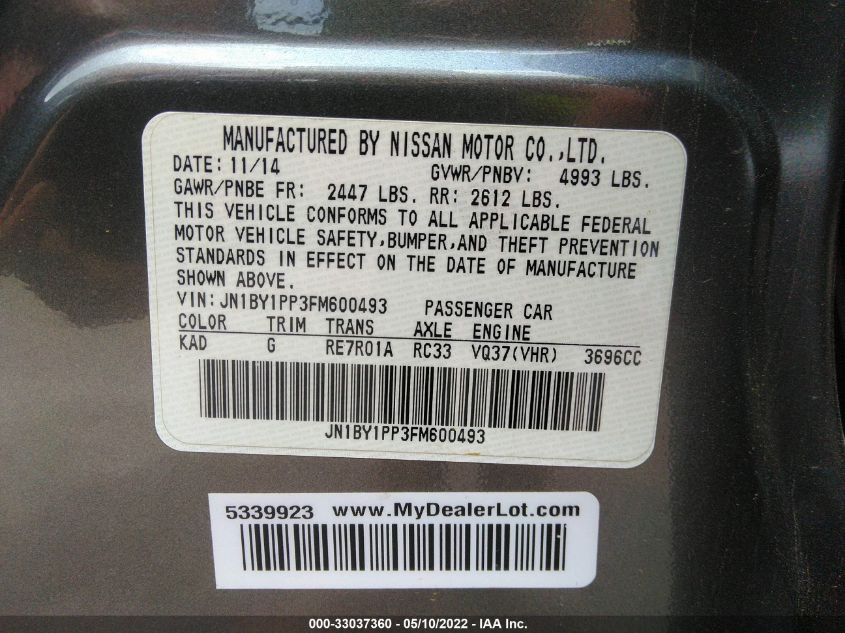 MANUFACTURED BY NISSAN MOTOR CO.,LTD.
DATE: 11/14 GVWR/PNBV: 4993 LBS.
GAWR/PNBE FR: 2447 LBS. RR: 2612 LBS.
THIS VEHICLE CONFORMS TO ALL APPLICABLE FEDERAL
MOTOR VEHICLE SAFETY,BUMPER,AND THEFT PREVENTION
STANDARDS IN EFFECT ON THE DATE OF MANUFACTURE
SHOWN ABOVE.
VIN:JN1BY1PP3FM600493 PASSENGER CAR
COLOR TRIM TRANS AXLE ENGINE
KAD G RE7R01A RC33 VQ37(VHR) 3696CC
JN1BY1PP3FM600493
5339923 www.MyDealerLot.com
000-33037360 - 05/10/2022 - IAA Inc.